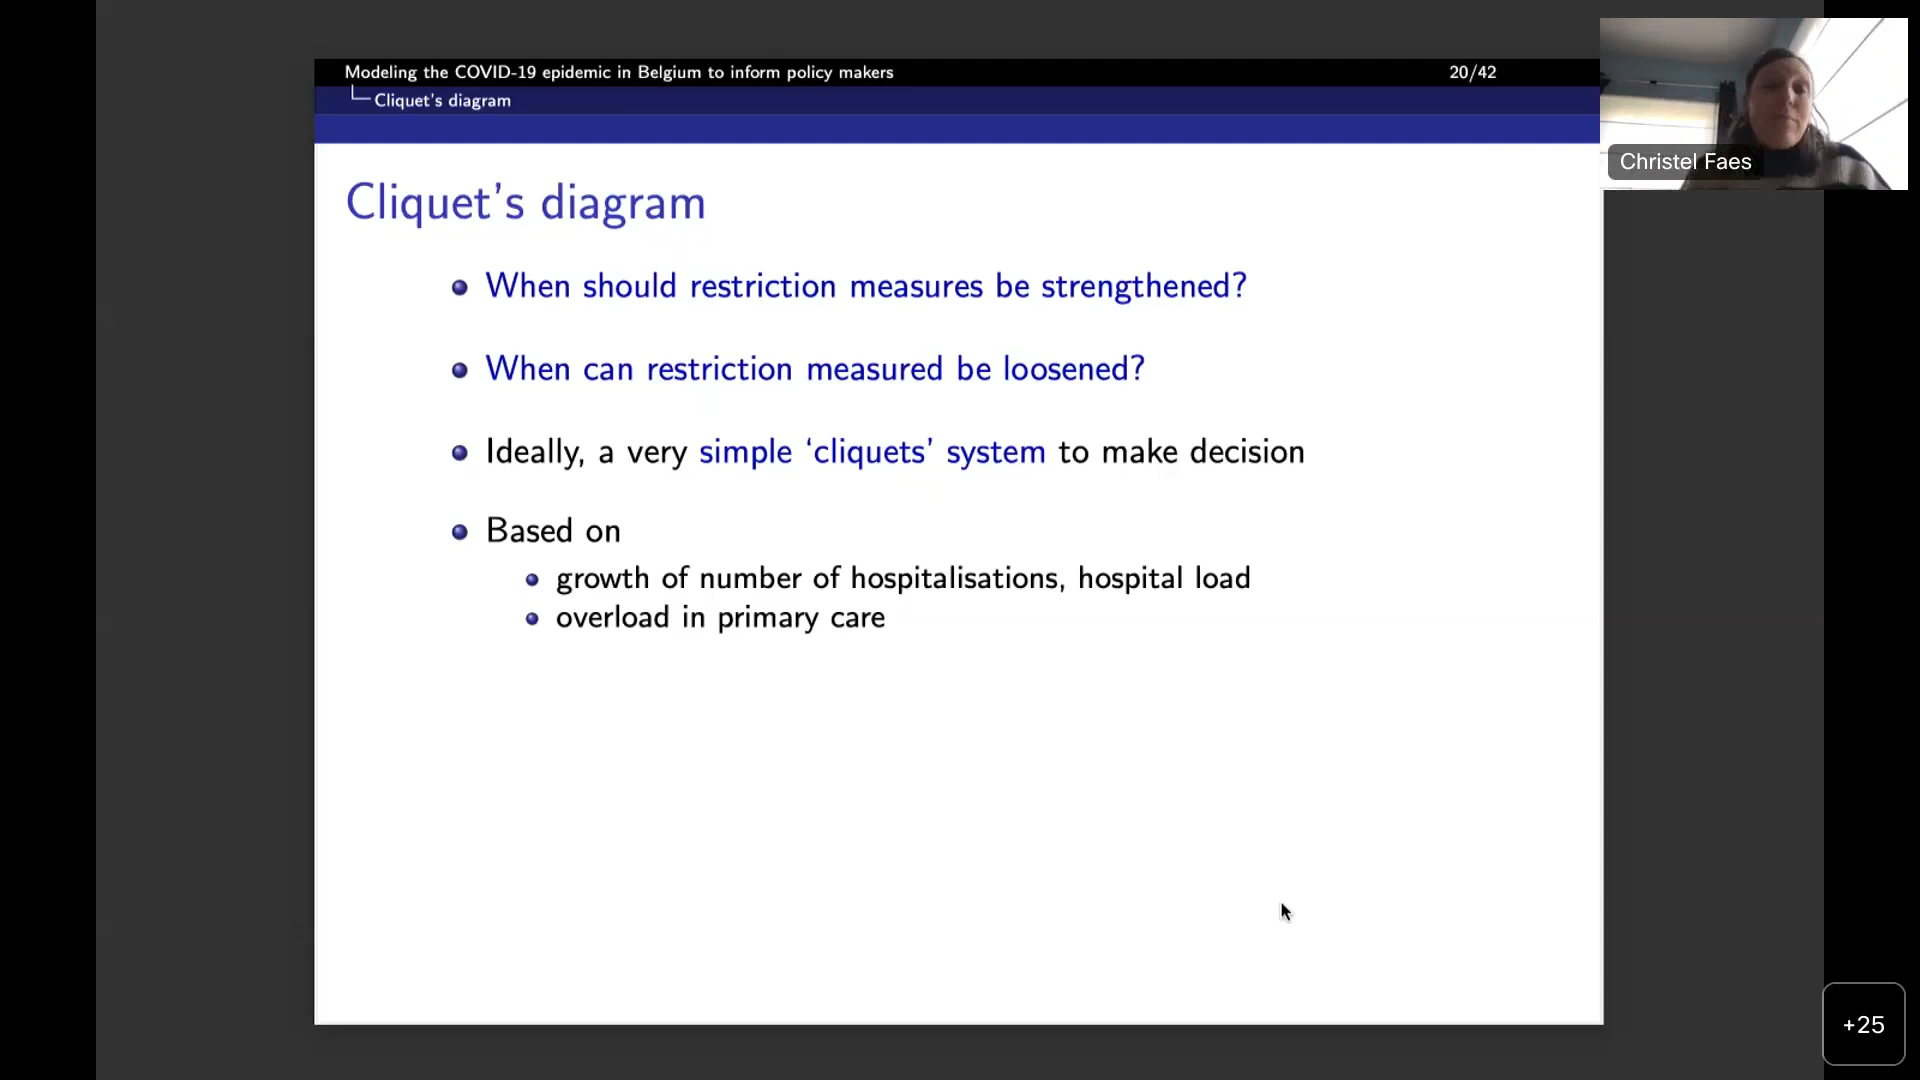 Modeling the COVID-19 epidemic in Belgium to inform policy makers 20/42
Cliquet's diagram
Christel Faes
Cliquet's diagram
When should restriction measures be strengthened?
When can restriction measured be loosened?
Ideally, a very simple ‘cliquets’ system to make decision
Based on
growth of number of hospitalisations, hospital load
overload in primary care
+25